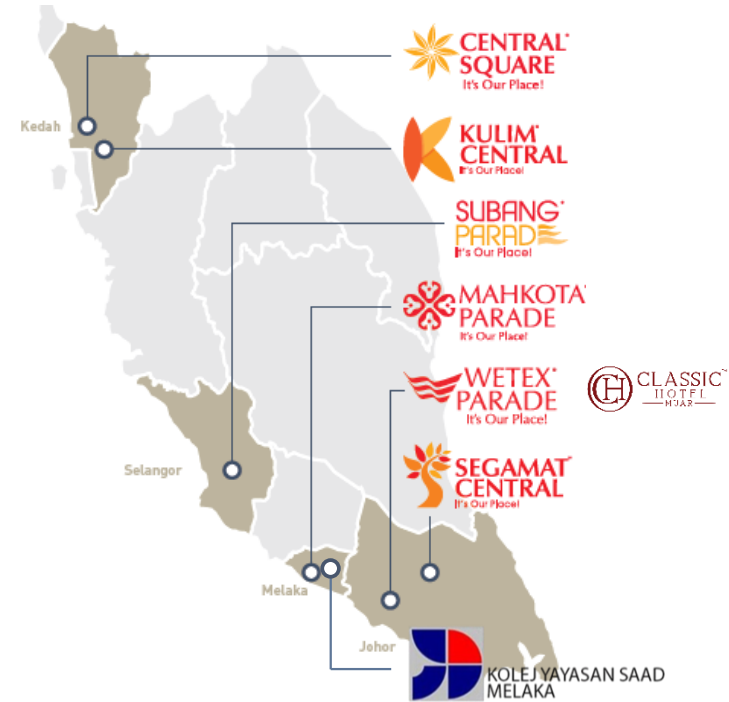 CENTRAL
SQUARE
It's Our Place!
Kedah
KULIM
CENTRAL
It's Our Place!
SUBANG
PARADE
It's Our Place!
MAHKOTA
PARADE
It's Our Place!
WETEX
PARADE
It's Our Place!
CH CLASSIC
HOTEL
MUAR
SEGAMAT
CENTRAL
It's Our Place!
Selangor
Melaka
Johor
KOLEJ YAYASAN SAAD
MELAKA